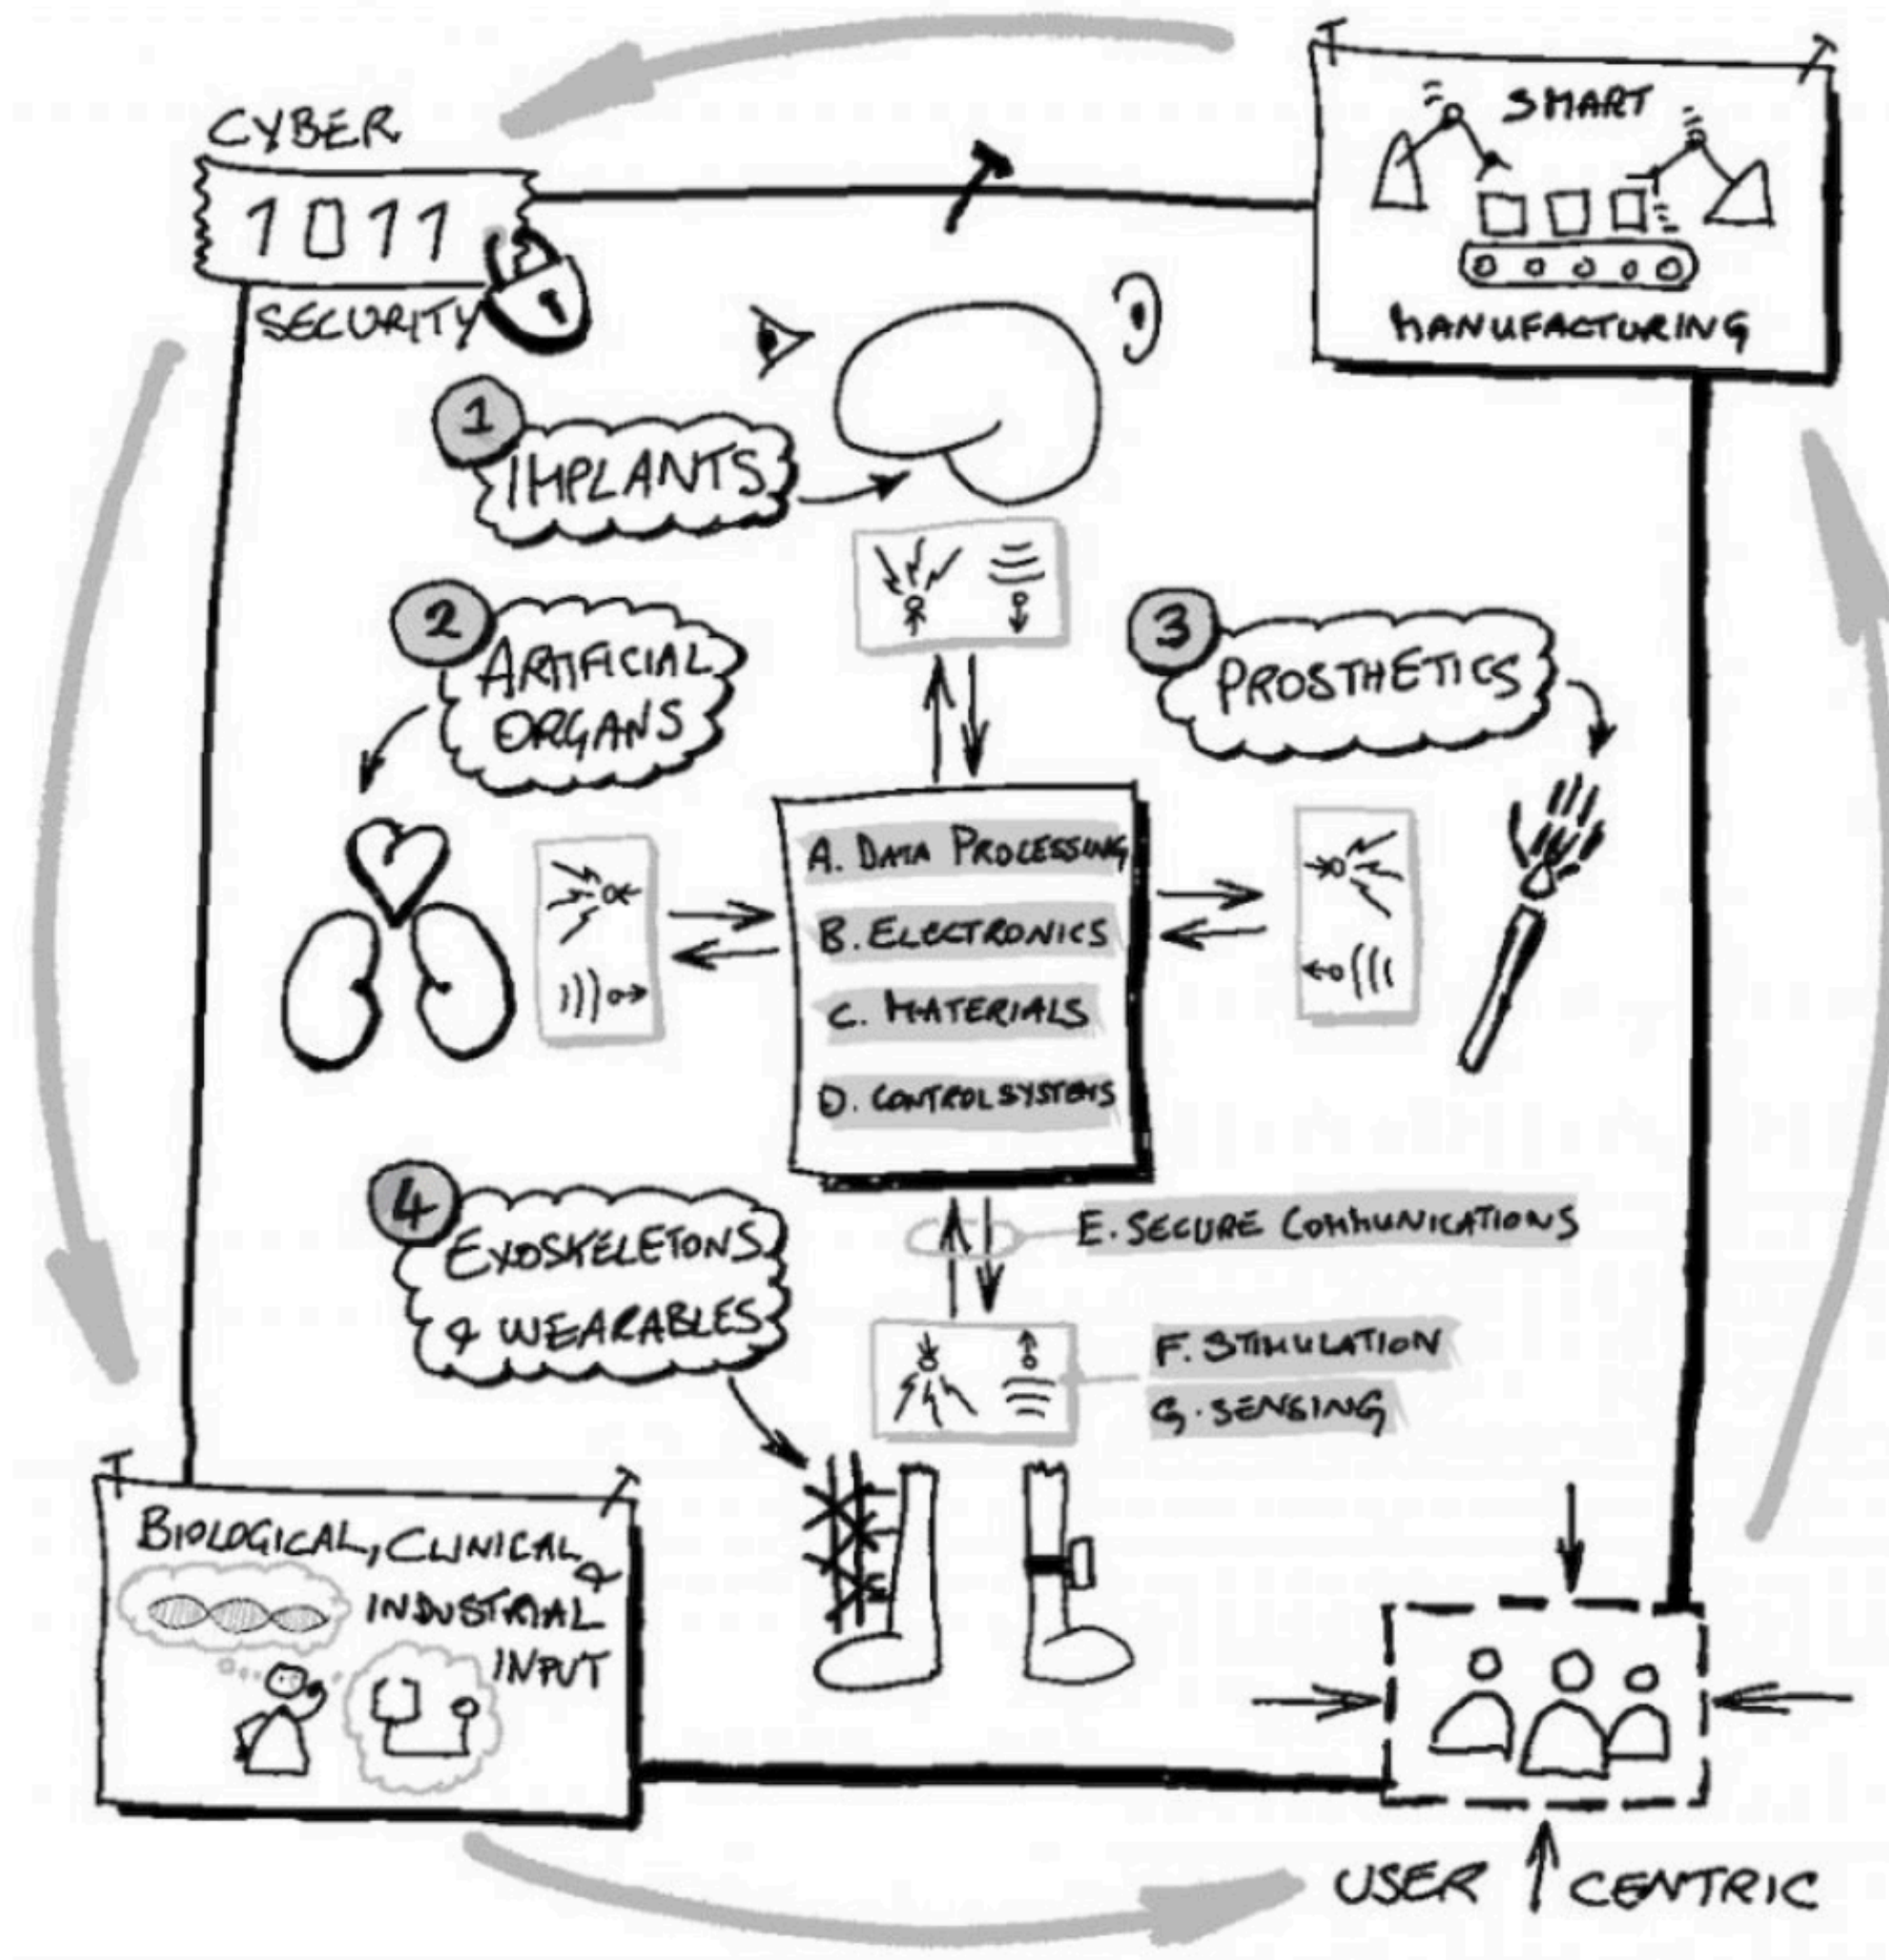 CYBER
1011
SECURITY
SMART
MANUFACTURING
1
IMPLANTS
2
ARTIFICIAL
ORGANS
3
PROSTHETICS
A. DATA PROCESSING
B. ELECTRONICS
C. MATERIALS
D. CONTROL SYSTEMS
4
EXOSKELETONS
& WEARABLES
E. SECURE COMMUNICATIONS
F. STIMULATION
G. SENSING
BIOLOGICAL, CLINICAL &
INDUSTRIAL
INPUT
USER CENTRIC